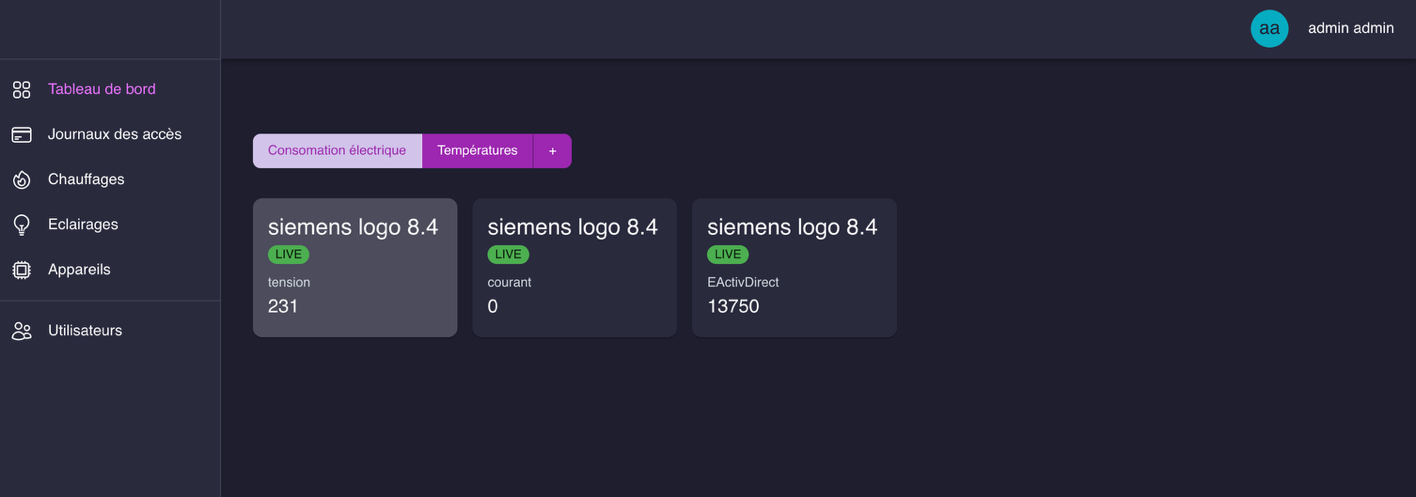 aa admin admin
Tableau de bord
Journaux des accès
Chauffages
Eclairages
Appareils
Utilisateurs
Consomation électrique Températures +
siemens logo 8.4
LIVE
tension
231
siemens logo 8.4
LIVE
courant
0
siemens logo 8.4
LIVE
EActivDirect
13750